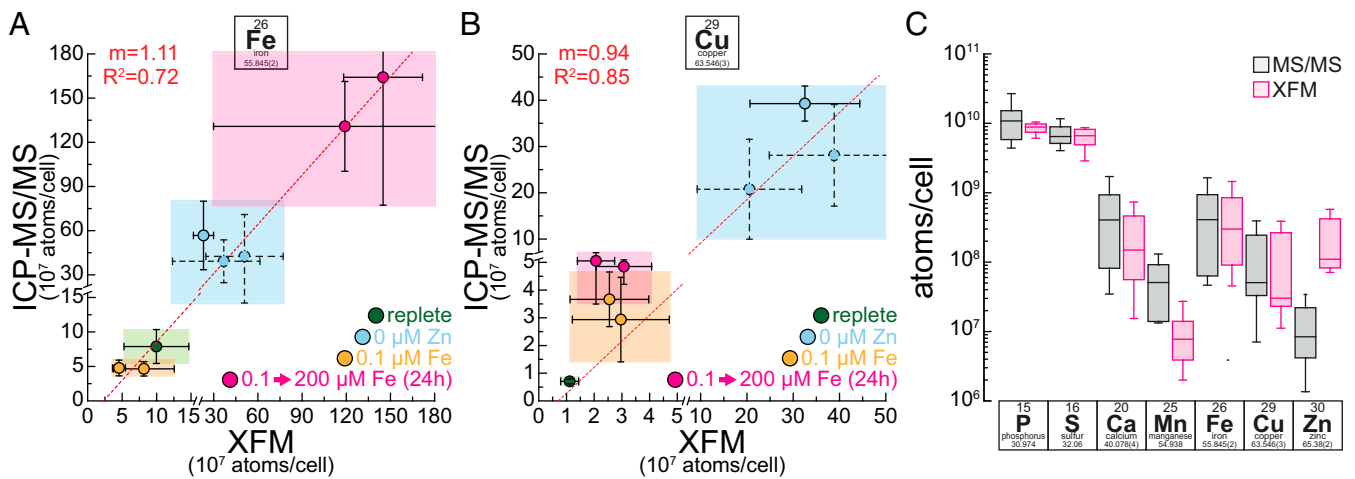 A
26
Fe
iron
55.845(2)
m=1.11
R²=0.72
ICP-MS/MS
(10⁷ atoms/cell)
180
150
120
90
60
30
15
10
5
0
5
10
15
30
60
90
120
150
180
XFM
(10⁷ atoms/cell)
replete
0 µM Zn
0.1 µM Fe
0.1➔200 µM Fe (24h)
B
29
Cu
copper
63.546(3)
m=0.94
R²=0.85
ICP-MS/MS
(10⁷ atoms/cell)
50
40
30
20
10
5
4
3
2
1
0
0
1
2
3
4
5
10
20
30
40
50
XFM
(10⁷ atoms/cell)
replete
0 µM Zn
0.1 µM Fe
0.1➔200 µM Fe (24h)
C
MS/MS
XFM
atoms/cell
10¹¹
10¹⁰
10⁹
10⁸
10⁷
10⁶
15
P
phosphorus
30.974
16
S
sulfur
32.06
20
Ca
calcium
40.078(4)
25
Mn
manganese
54.938
26
Fe
iron
55.845(2)
29
Cu
copper
63.546(3)
30
Zn
zinc
65.38(2)